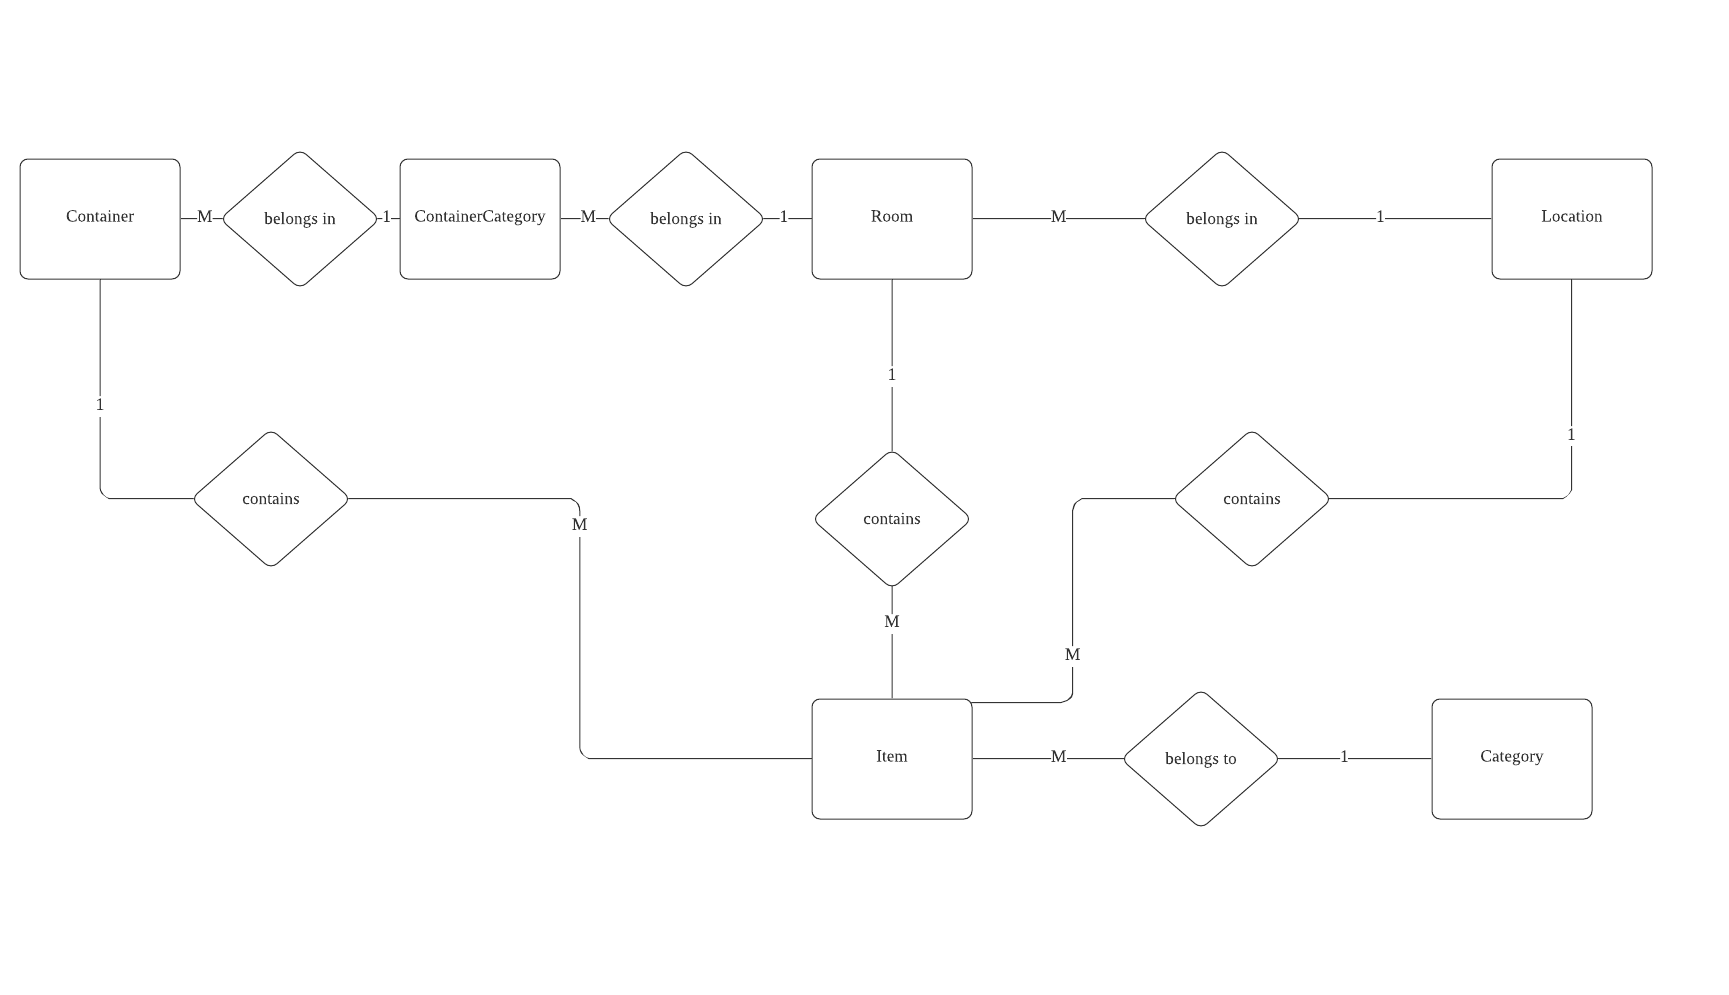 Container
M
belongs in
1
ContainerCategory
M
belongs in
1
Room
M
belongs in
1
Location
1
1
1
contains
M
contains
contains
M
M
Item
M
belongs to
1
Category